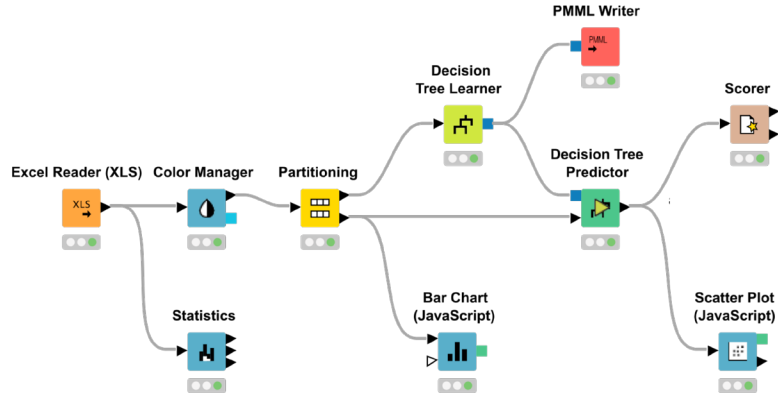 PMML Writer
PMML
Decision
Tree Learner
Scorer
Excel Reader (XLS)
Color Manager
Partitioning
Decision Tree
Predictor
XLS
Statistics
Bar Chart
(JavaScript)
Scatter Plot
(JavaScript)